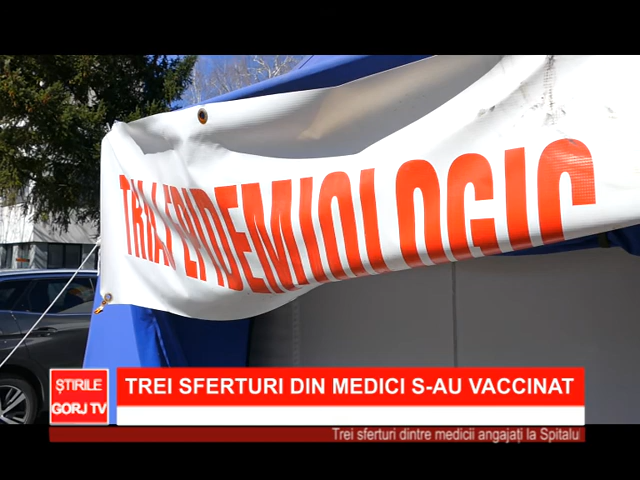 TRIAJ EPIDEMIOLOGIC
ȘTIRILE
GORJ TV
TREI SFERTURI DIN MEDICI S-AU VACCINAT
Trei sferturi dintre medicii angajați la Spitalu